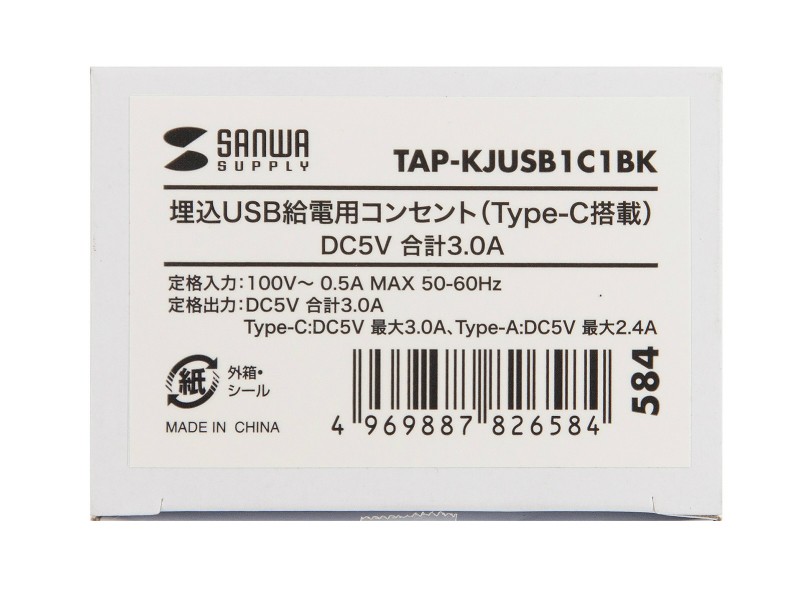 SANWA
SUPPLY
TAP-KJUSB1C1BK
埋込USB給電用コンセント(Type-C搭載)
DC5V 合計3.0A
定格入力:100V～ 0.5A MAX 50-60Hz
定格出力:DC5V 合計3.0A
Type-C:DC5V 最大3.0A、Type-A:DC5V 最大2.4A
紙
外箱・
シール
MADE IN CHINA
4 969887 826584
584